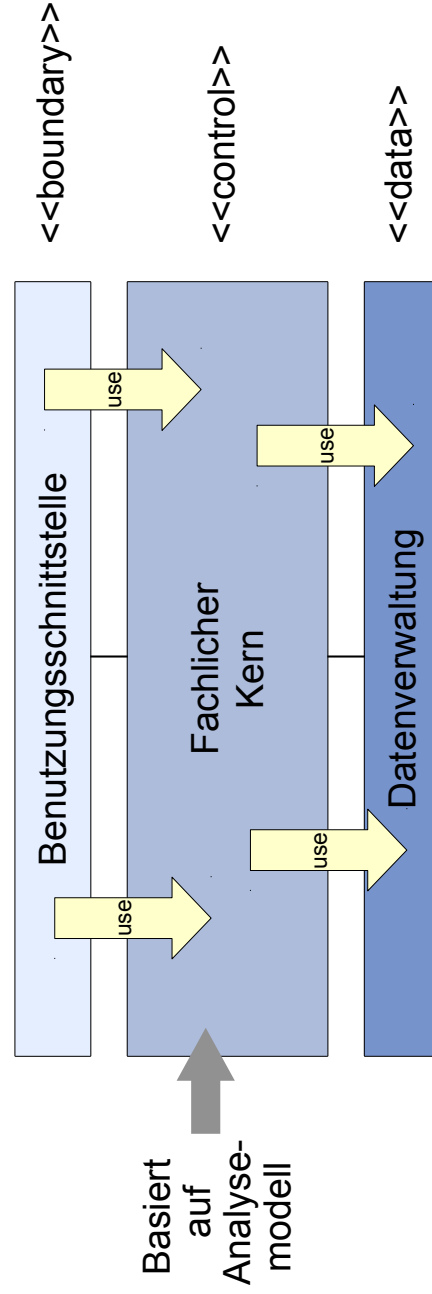 Benutzungsschnittstelle
<<boundary>>
use
use
Basiert
auf
Analyse-
modell
Fachlicher
Kern
<<control>>
use
use
Datenverwaltung
<<data>>